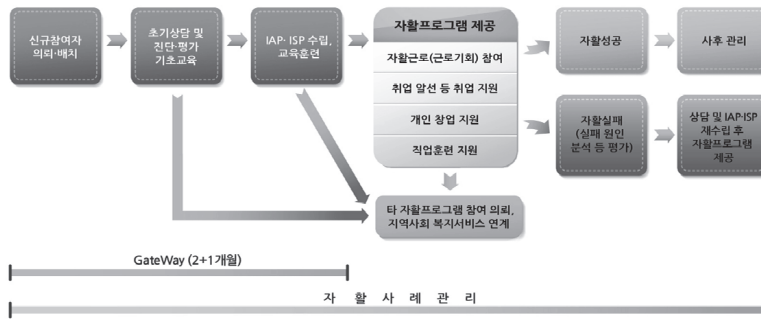 신규참여자
의뢰·배치
초기상담 및
진단·평가
기초교육
IAP· ISP 수립,
교육훈련
자활프로그램 제공
자활근로(근로기회) 참여
취업 알선 등 취업 지원
개인 창업 지원
직업훈련 지원
자활성공
사후 관리
자활실패
(실패 원인
분석 등 평가)
상담 및 IAP·ISP
재수립 후
자활프로그램
제공
타 자활프로그램 참여 의뢰,
지역사회 복지서비스 연계
GateWay (2+1개월)
자 활 사 례 관 리